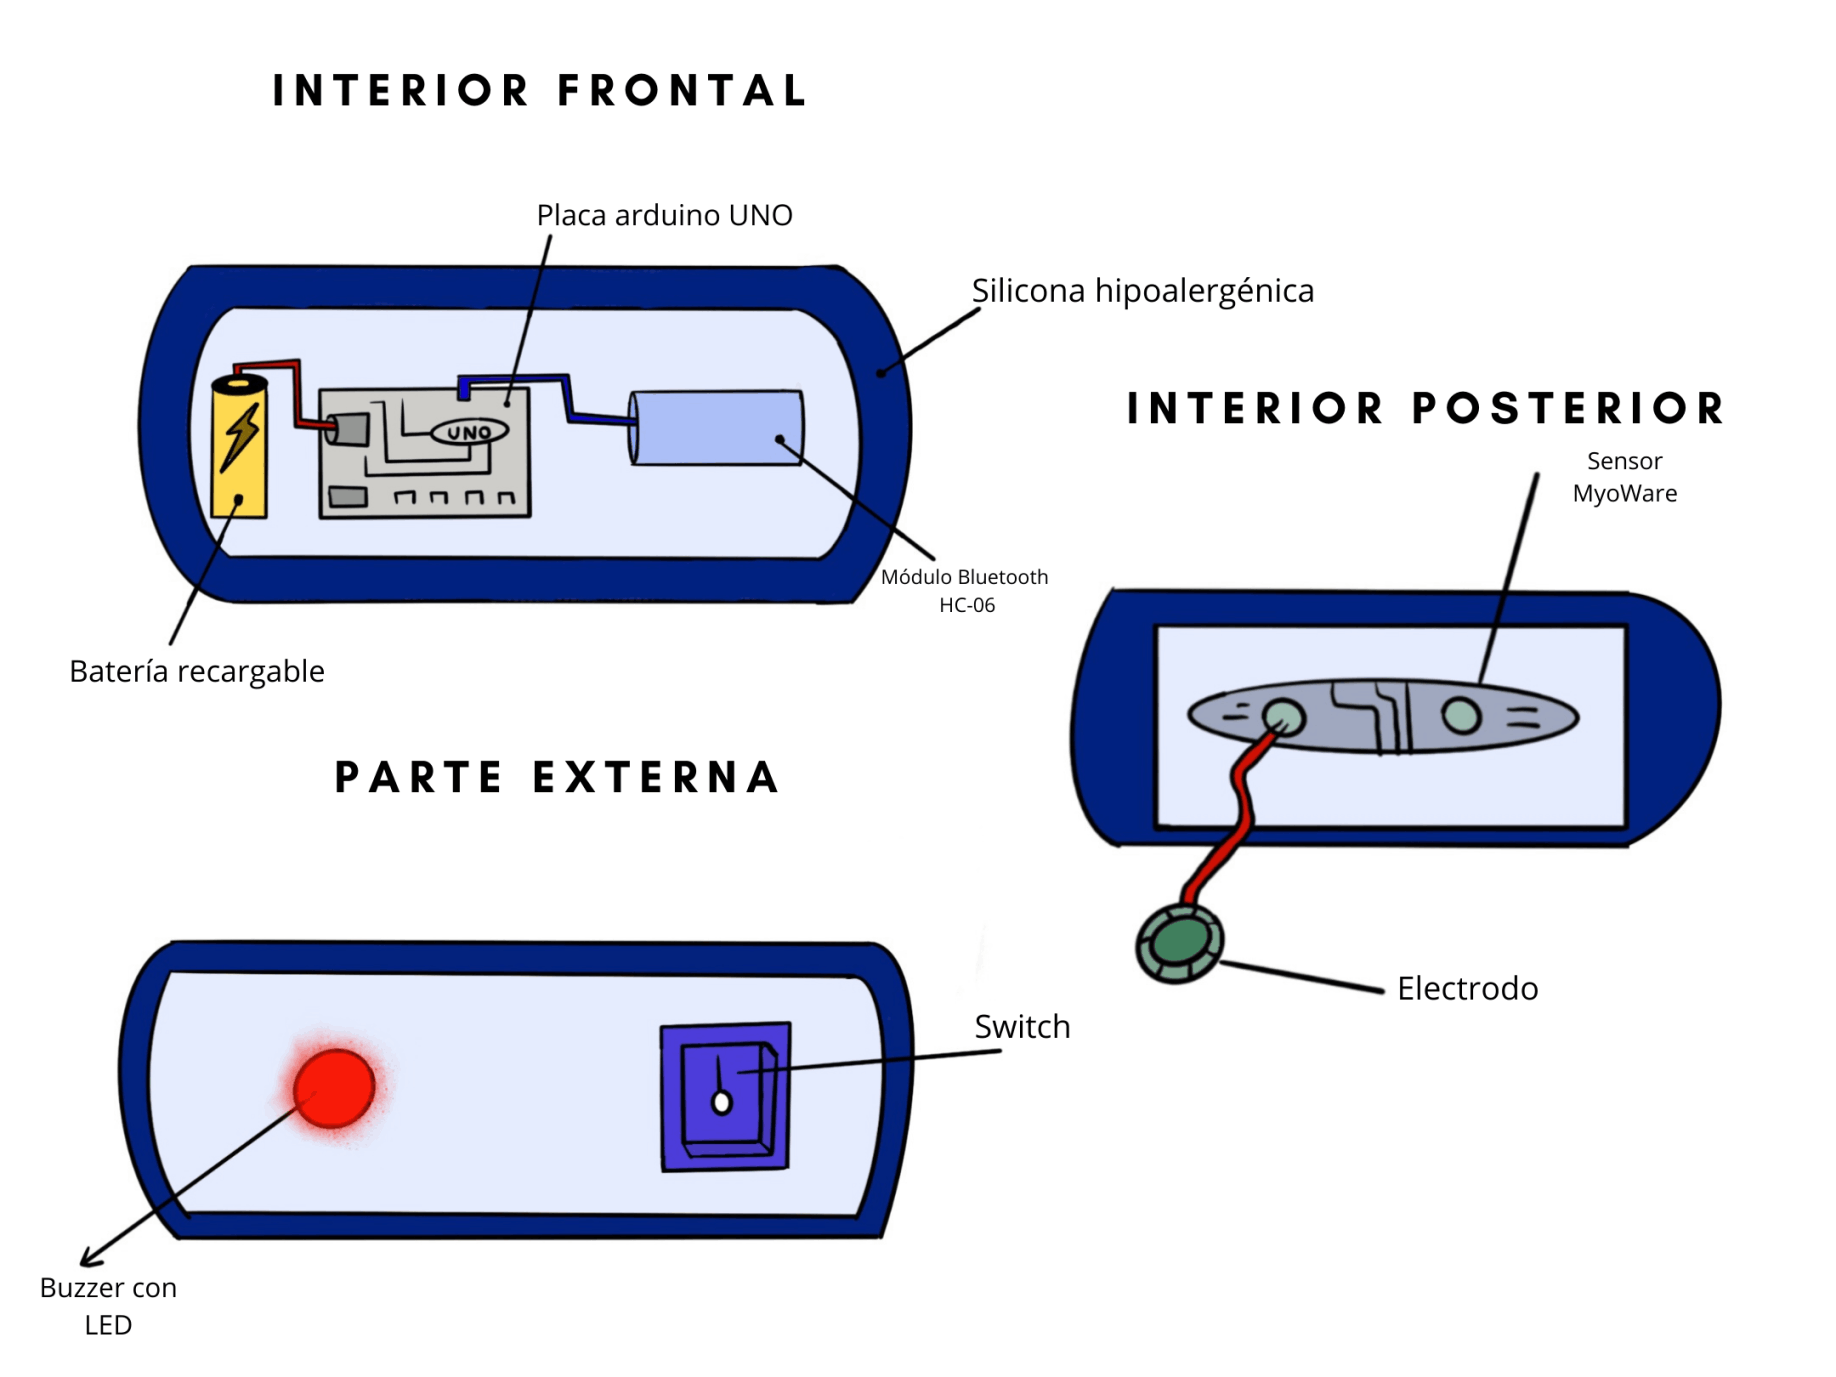 INTERIOR FRONTAL
Placa arduino UNO
Silicona hipoalergénica
UNO
Módulo Bluetooth
HC-06
Batería recargable
INTERIOR POSTERIOR
Sensor
MyoWare
Electrodo
PARTE EXTERNA
Switch
Buzzer con
LED